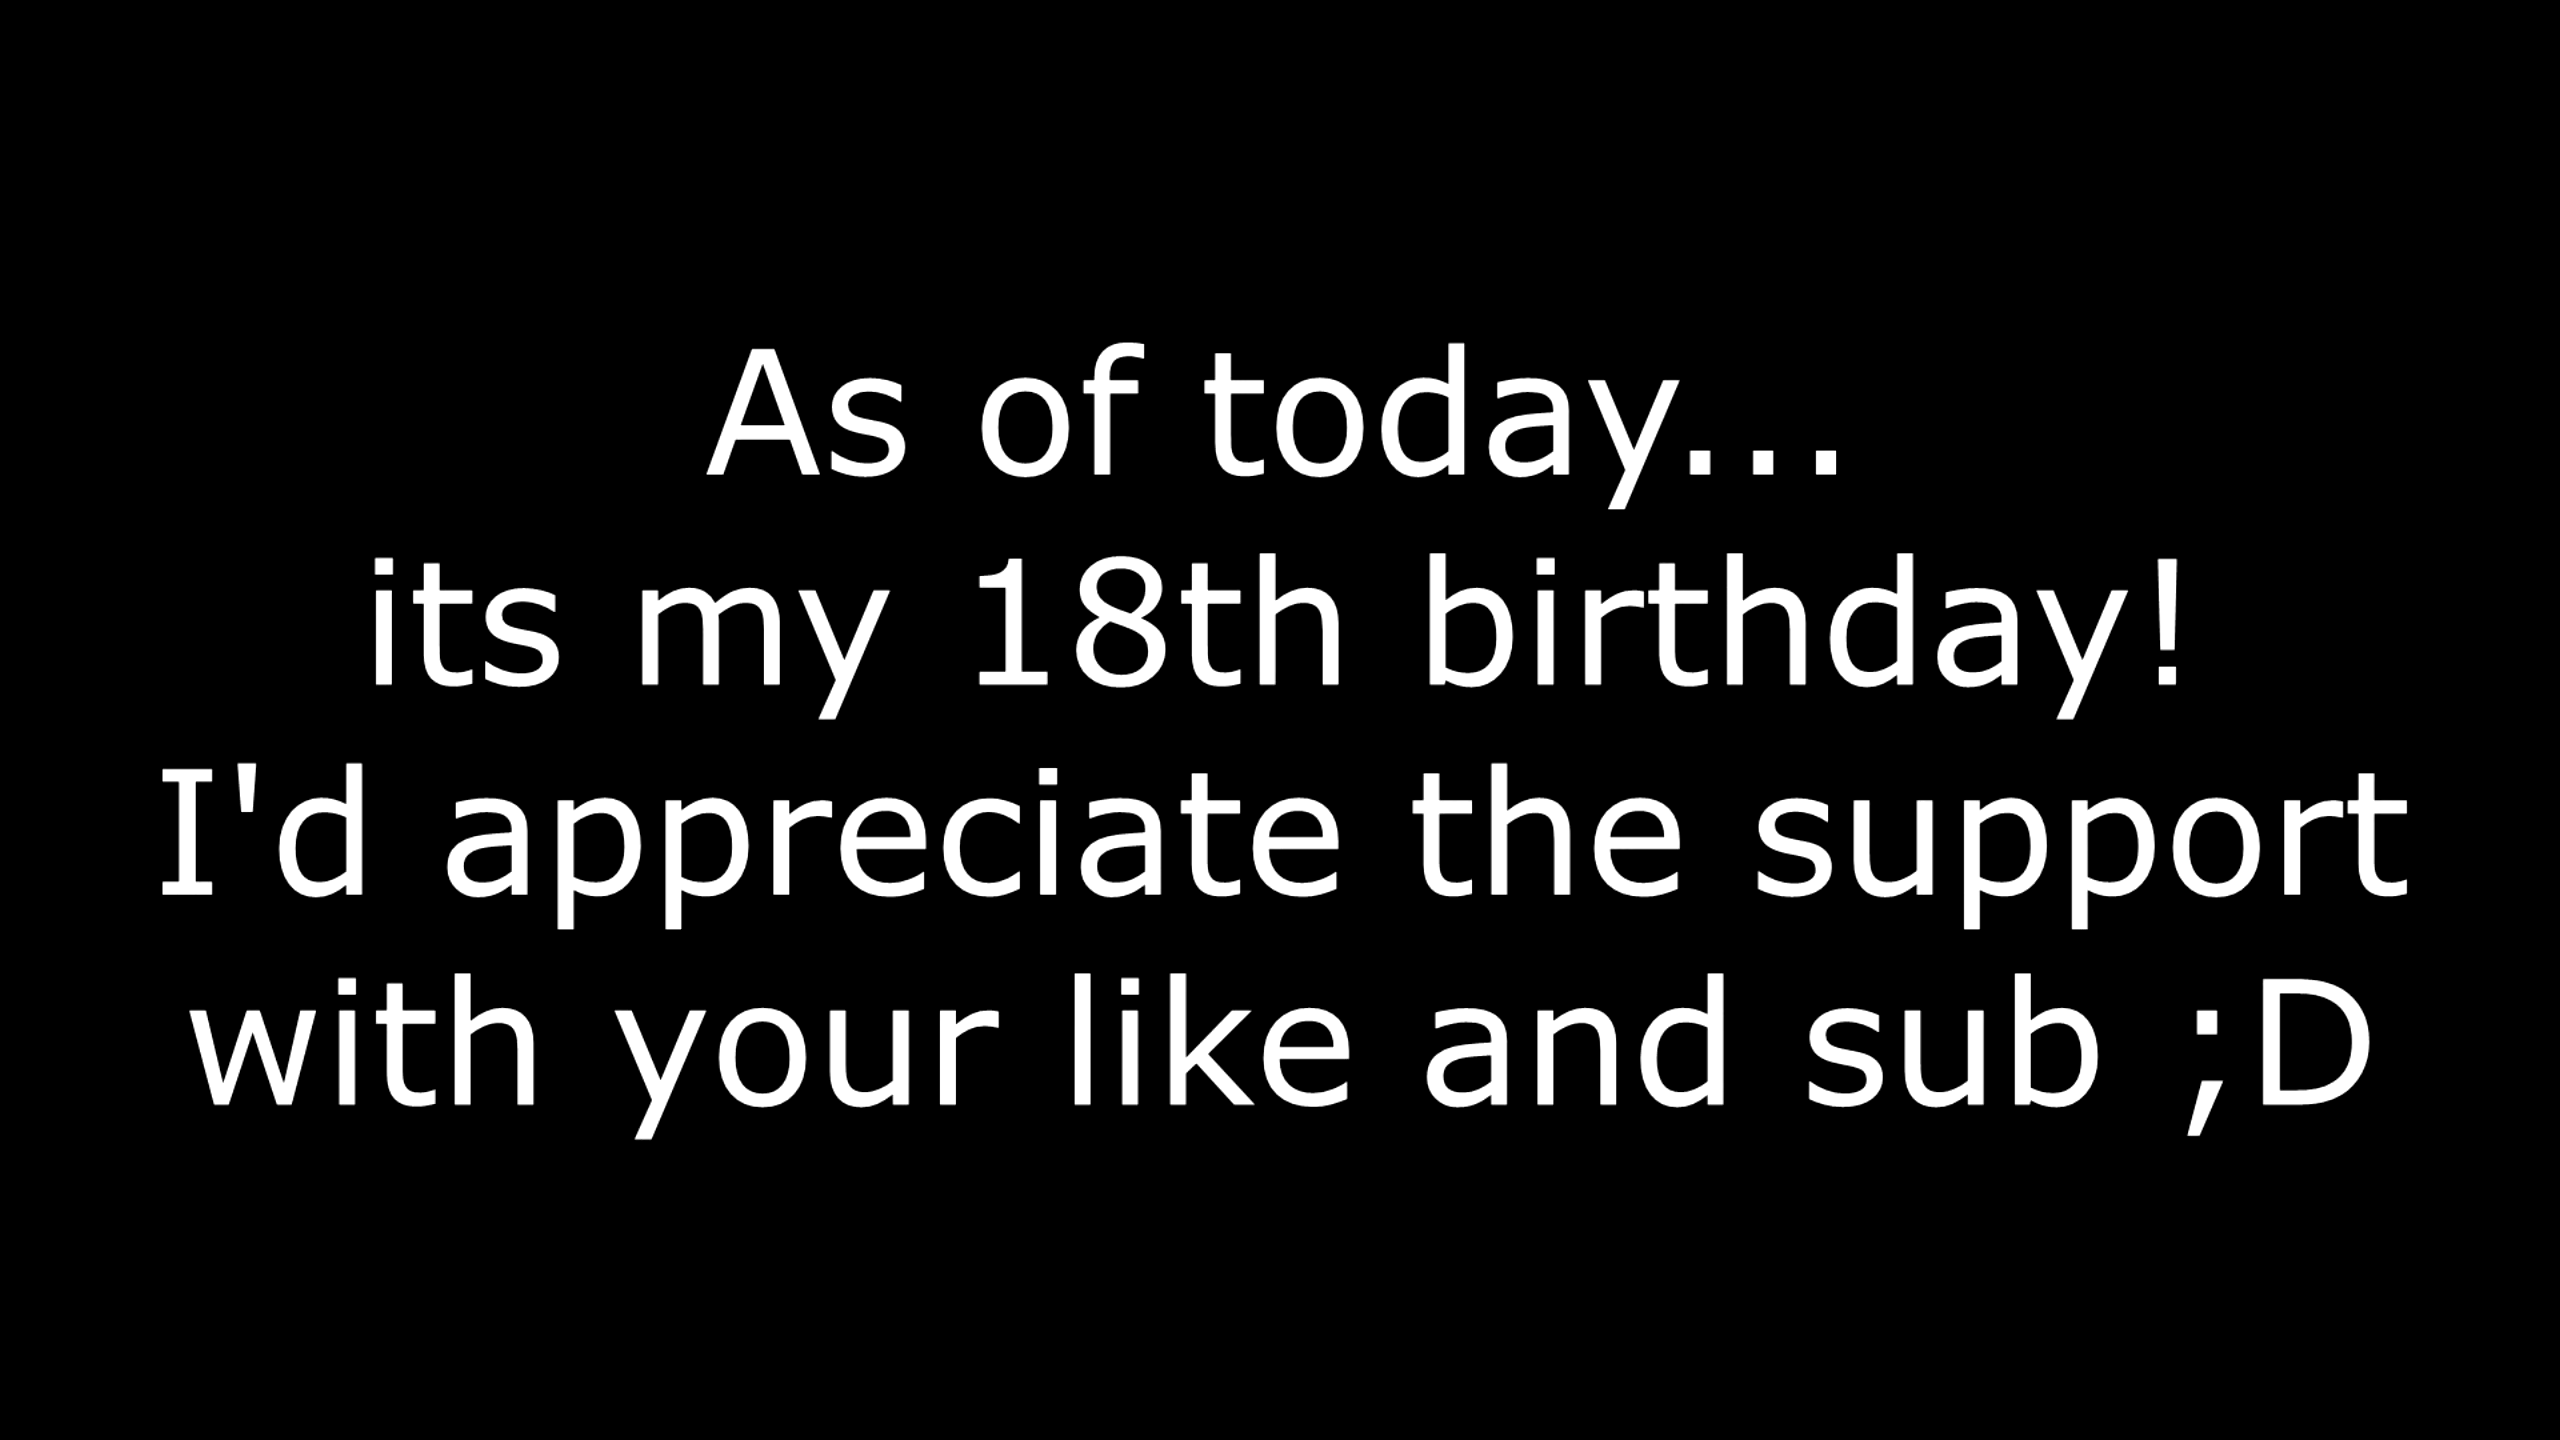 As of today...
its my 18th birthday!
I'd appreciate the support
with your like and sub ;D